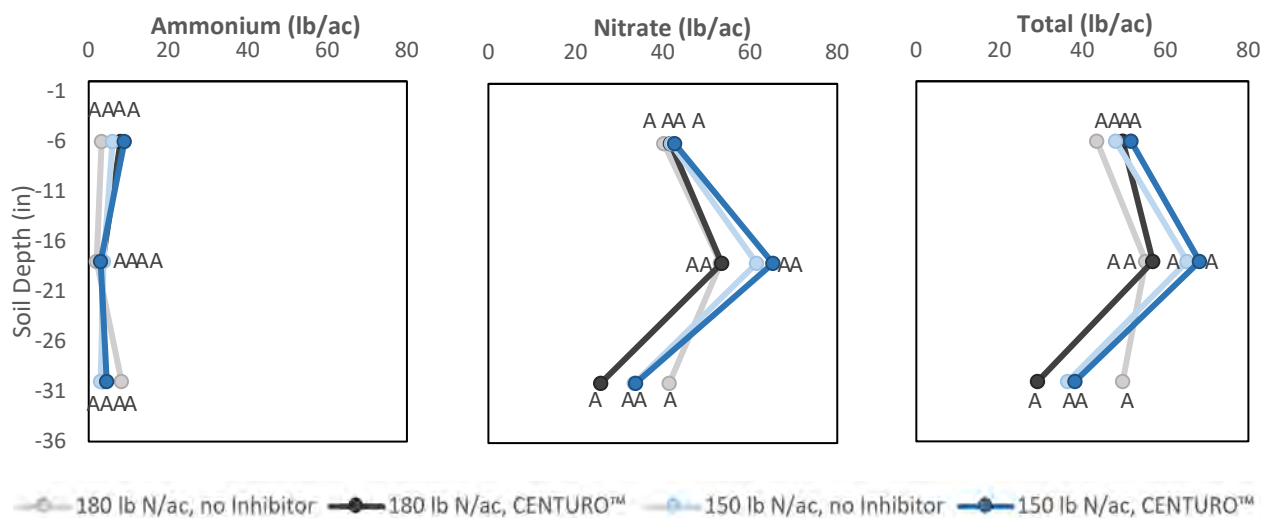 Ammonium (lb/ac)
0 20 40 60 80
Nitrate (lb/ac)
0 20 40 60 80
Total (lb/ac)
0 20 40 60 80
Soil Depth (in)
-1
-6
-11
-16
-21
-26
-31
-36
AAAA
AAAA
AAAA
A AA A
AA AA
A AA A
AAAA
A A A A
A AA A
180 lb N/ac, no Inhibitor 180 lb N/ac, CENTURO™ 150 lb N/ac, no Inhibitor 150 lb N/ac, CENTURO™